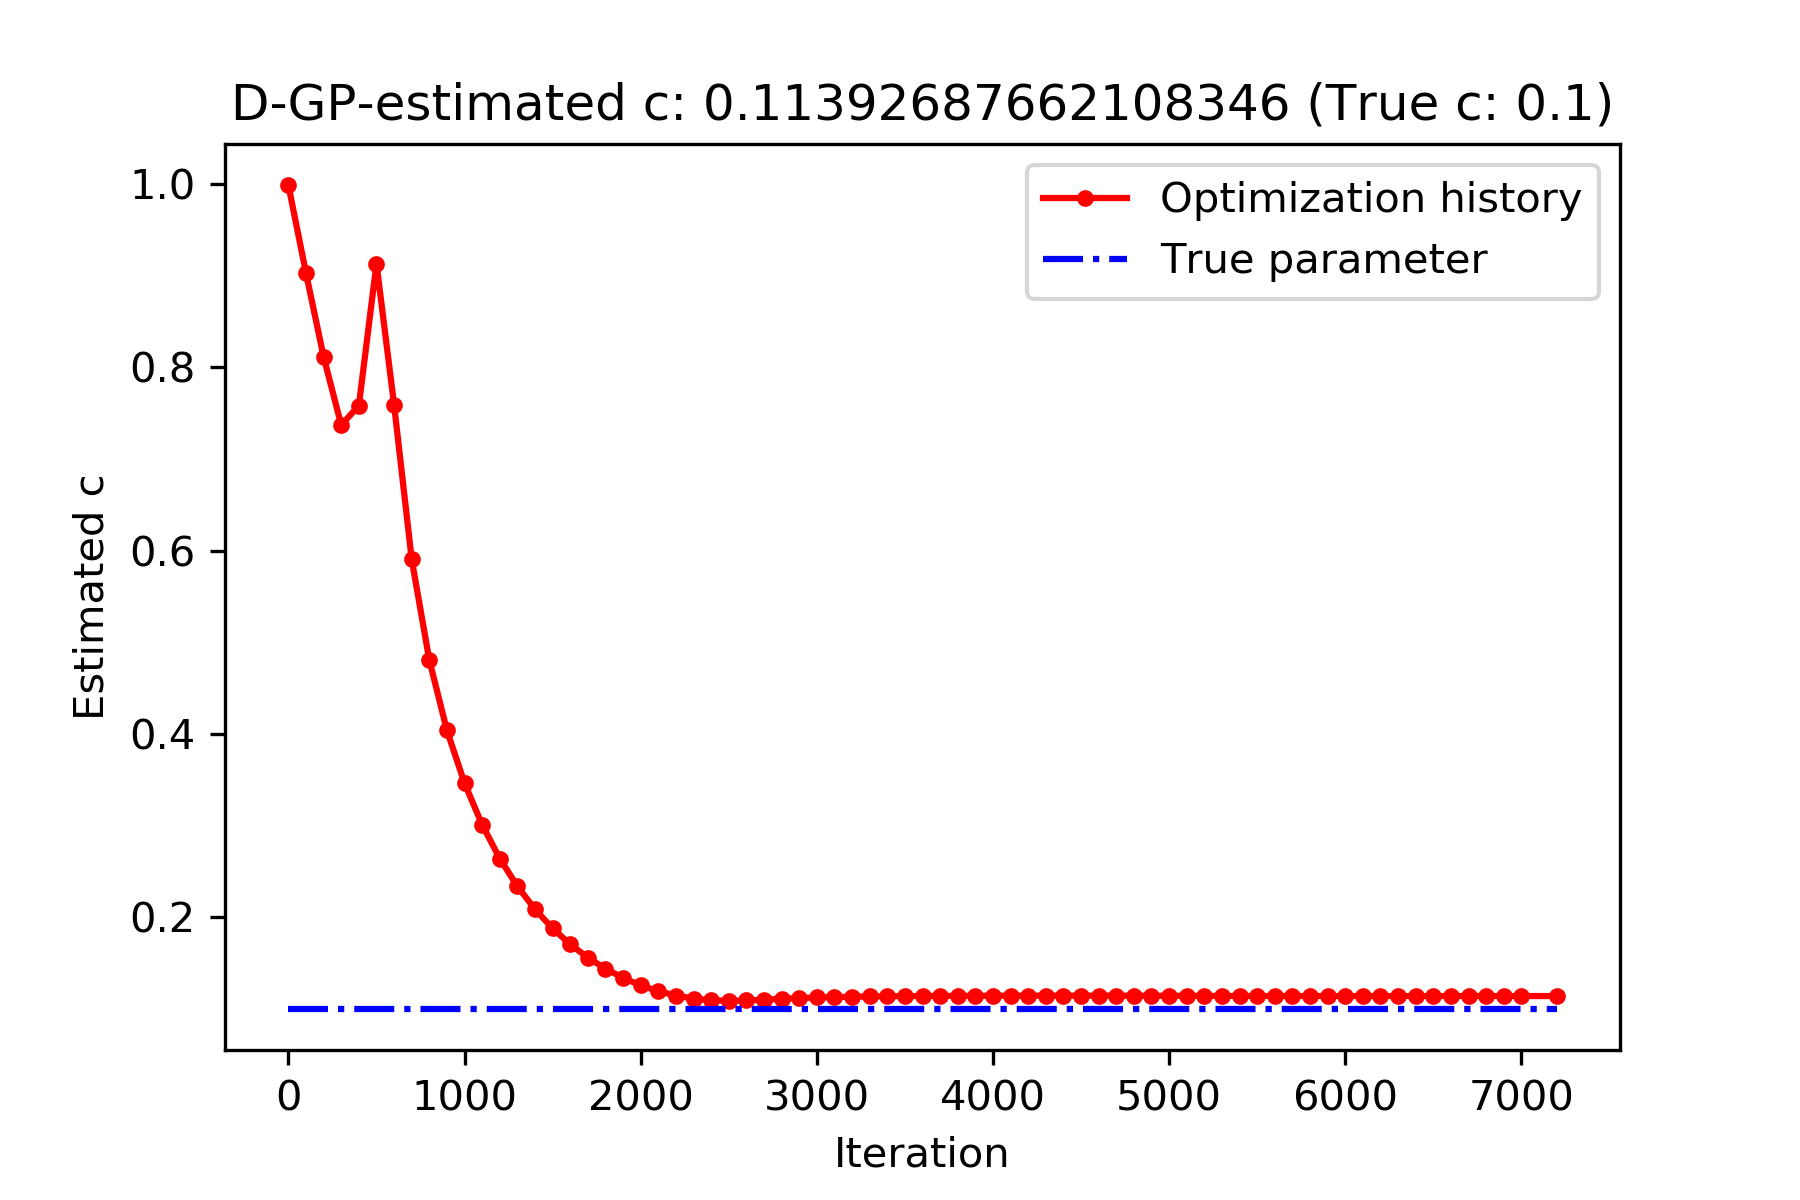 D-GP-estimated c: 0.11392687662108346 (True c: 0.1)
Optimization history
True parameter
1.0
0.8
0.6
0.4
0.2
Estimated c
0 1000 2000 3000 4000 5000 6000 7000
Iteration